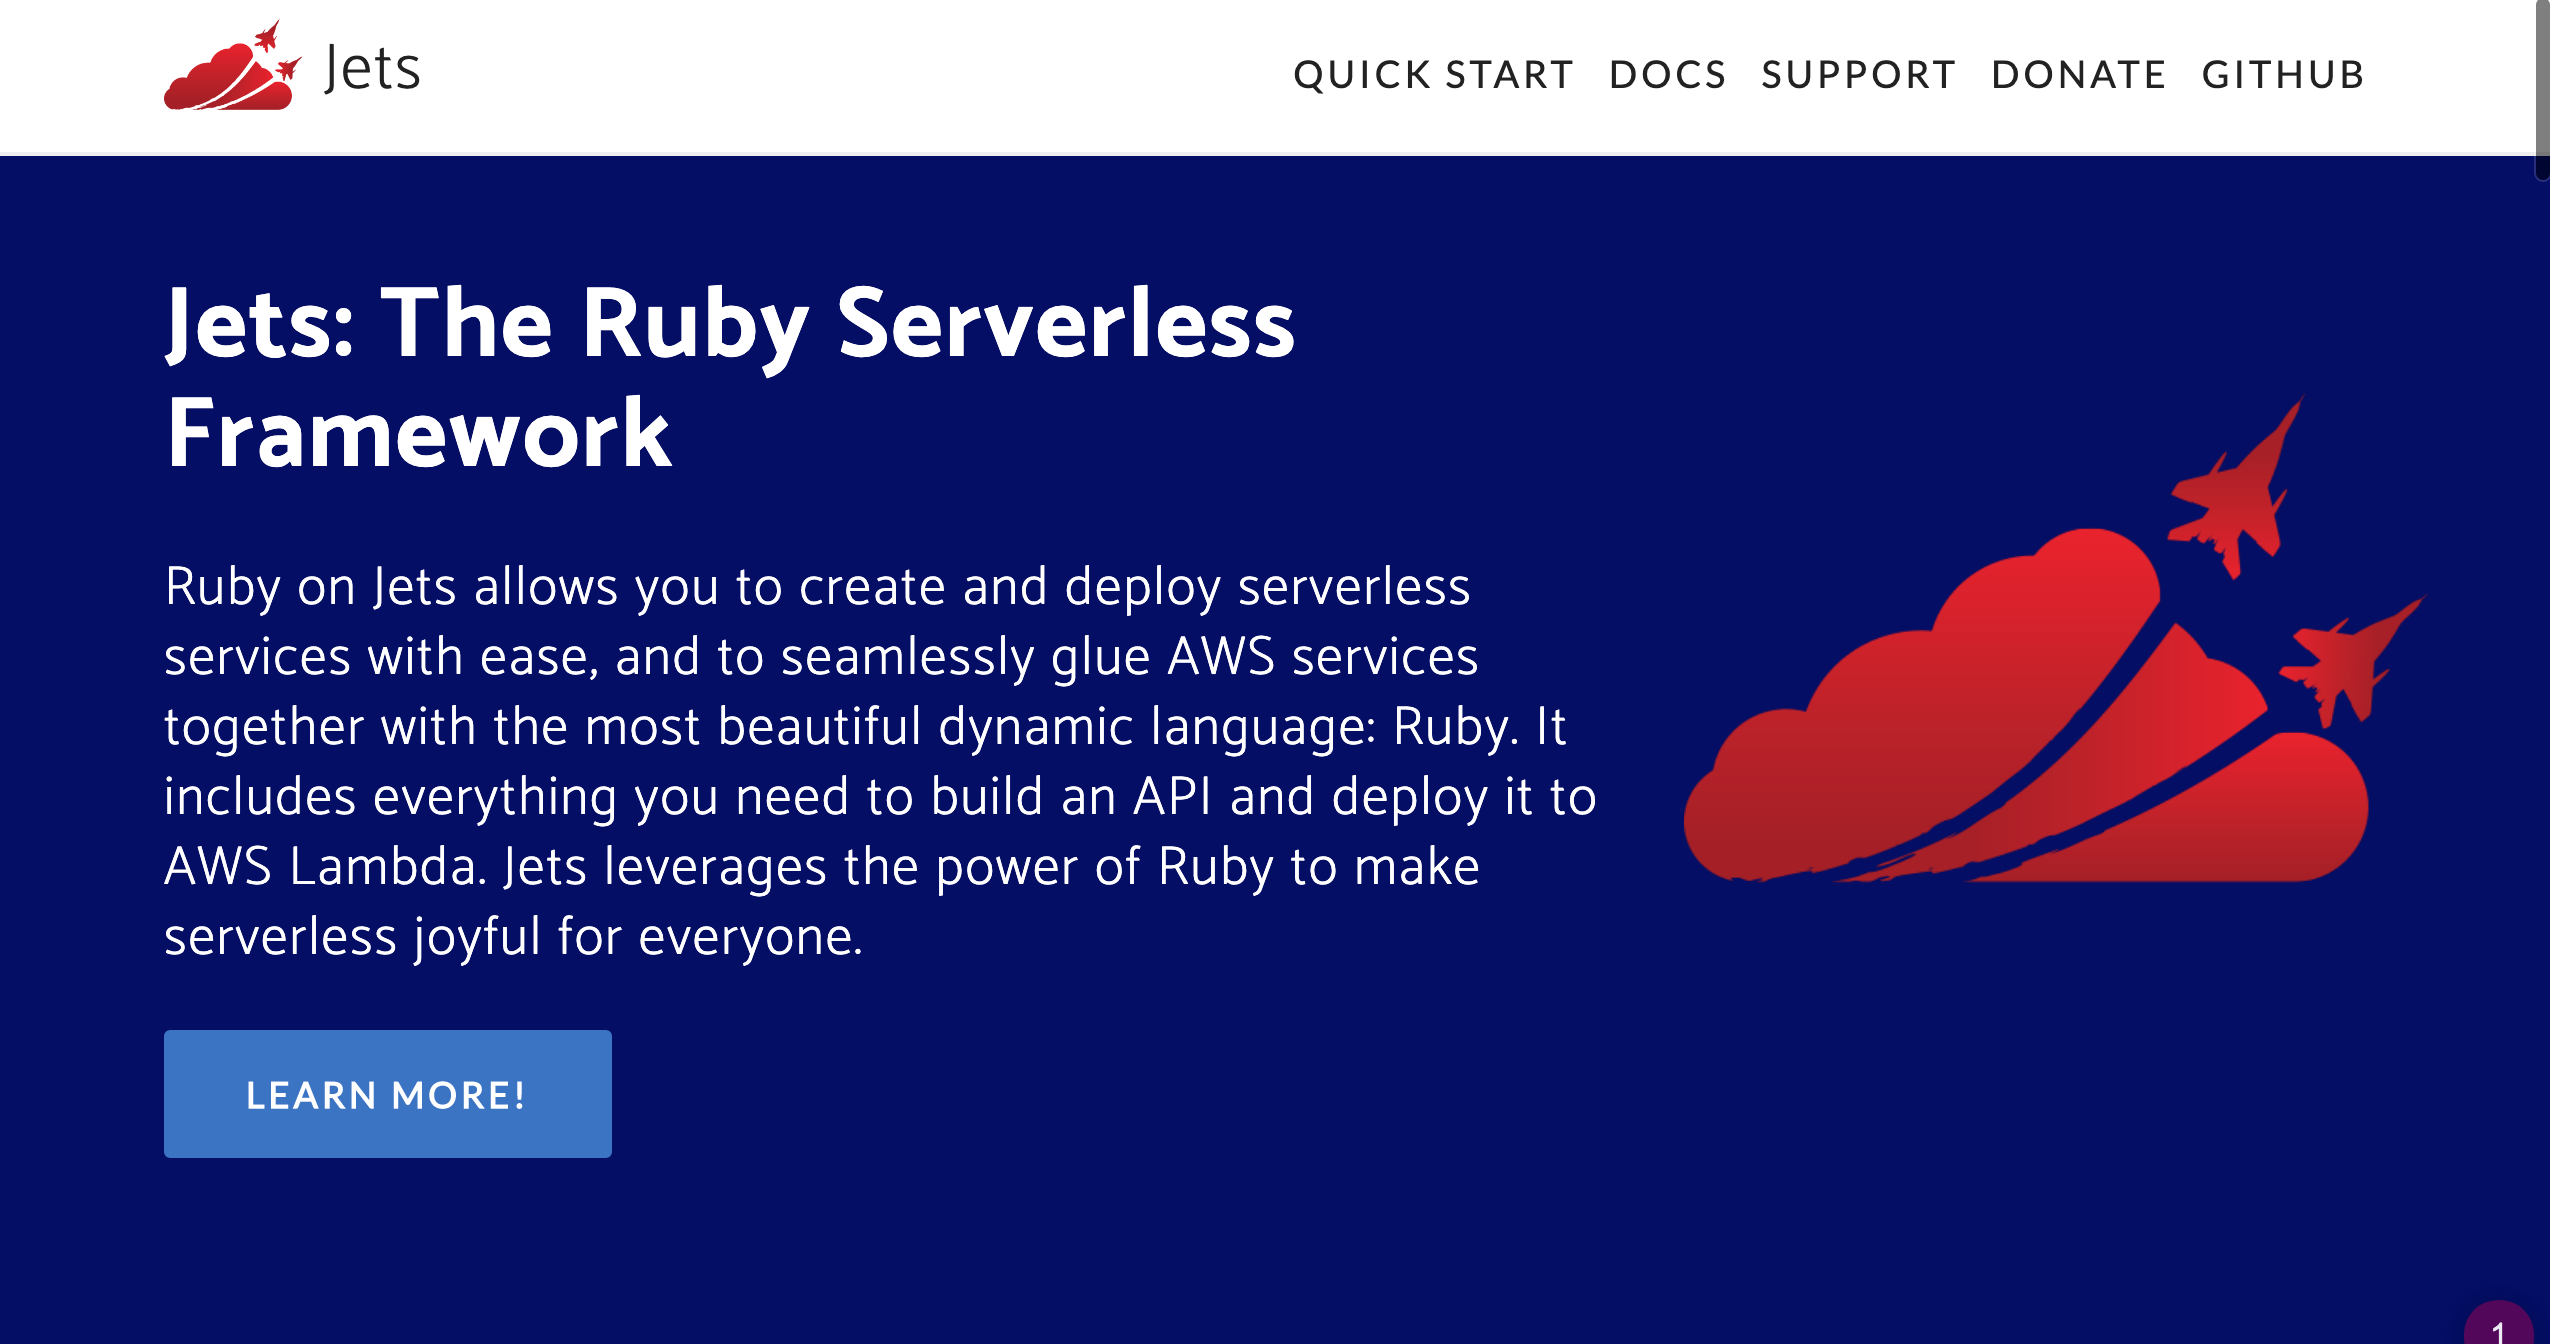 Jets
QUICK START DOCS SUPPORT DONATE GITHUB
Jets: The Ruby Serverless
Framework
Ruby on Jets allows you to create and deploy serverless
services with ease, and to seamlessly glue AWS services
together with the most beautiful dynamic language: Ruby. It
includes everything you need to build an API and deploy it to
AWS Lambda. Jets leverages the power of Ruby to make
serverless joyful for everyone.
LEARN MORE!
1